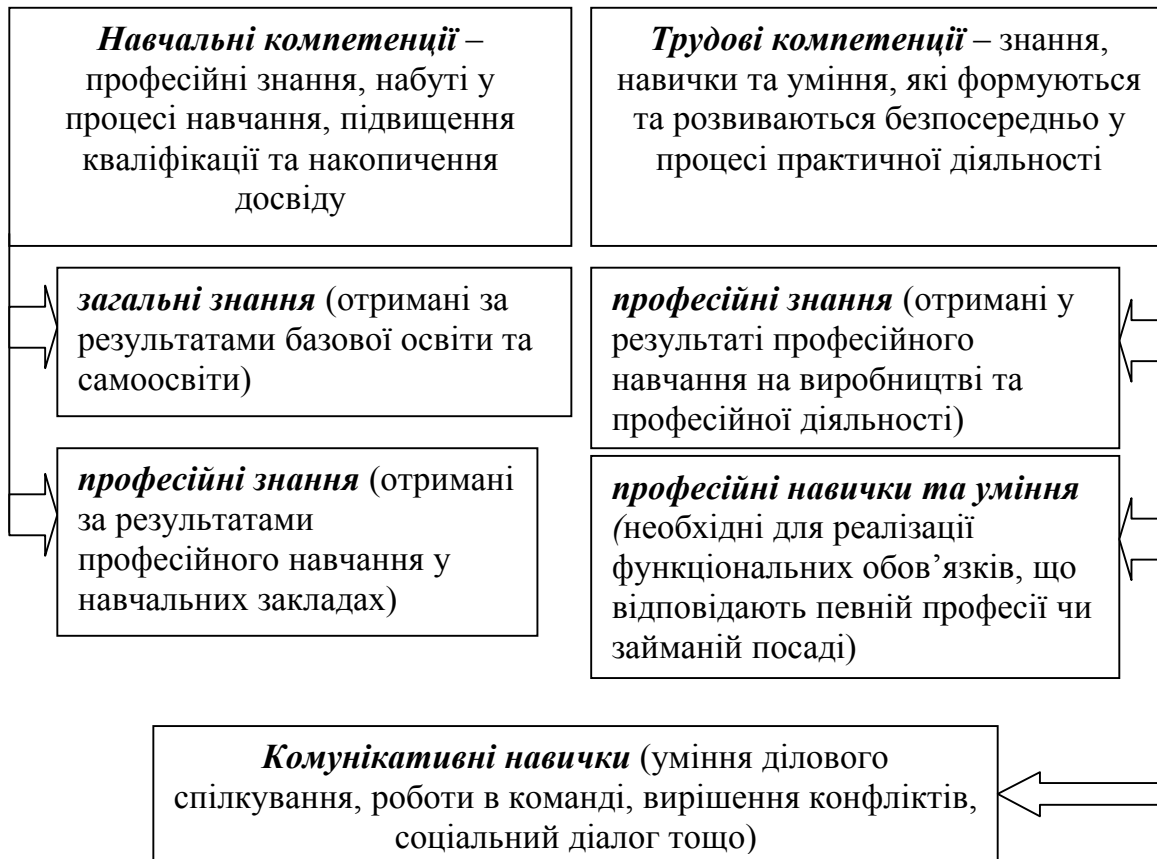 Навчальні компетенції –
професійні знання, набуті у
процесі навчання, підвищення
кваліфікації та накопичення
досвіду
Трудові компетенції – знання,
навички та уміння, які формуються
та розвиваються безпосередньо у
процесі практичної діяльності
загальні знання (отримані за
результатами базової освіти та
самоосвіти)
професійні знання (отримані у
результаті професійного
навчання на виробництві та
професійної діяльності)
професійні знання (отримані
за результатами
професійного навчання у
навчальних закладах)
професійні навички та уміння
(необхідні для реалізації
функціональних обов’язків, що
відповідають певній професії чи
займаній посаді)
Комунікативні навички (уміння ділового
спілкування, роботи в команді, вирішення конфліктів,
соціальний діалог тощо)